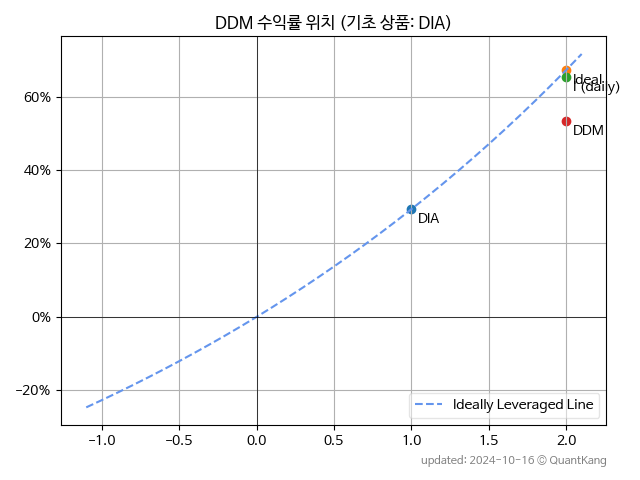 DDM 수익률 위치 (기초 상품: DIA)
60%
40%
20%
0%
−20%
Ideal
I (daily)
DDM
DIA
Ideally Leveraged Line
−1.0 −0.5 0.0 0.5 1.0 1.5 2.0
updated: 2024-10-16 © QuantKang